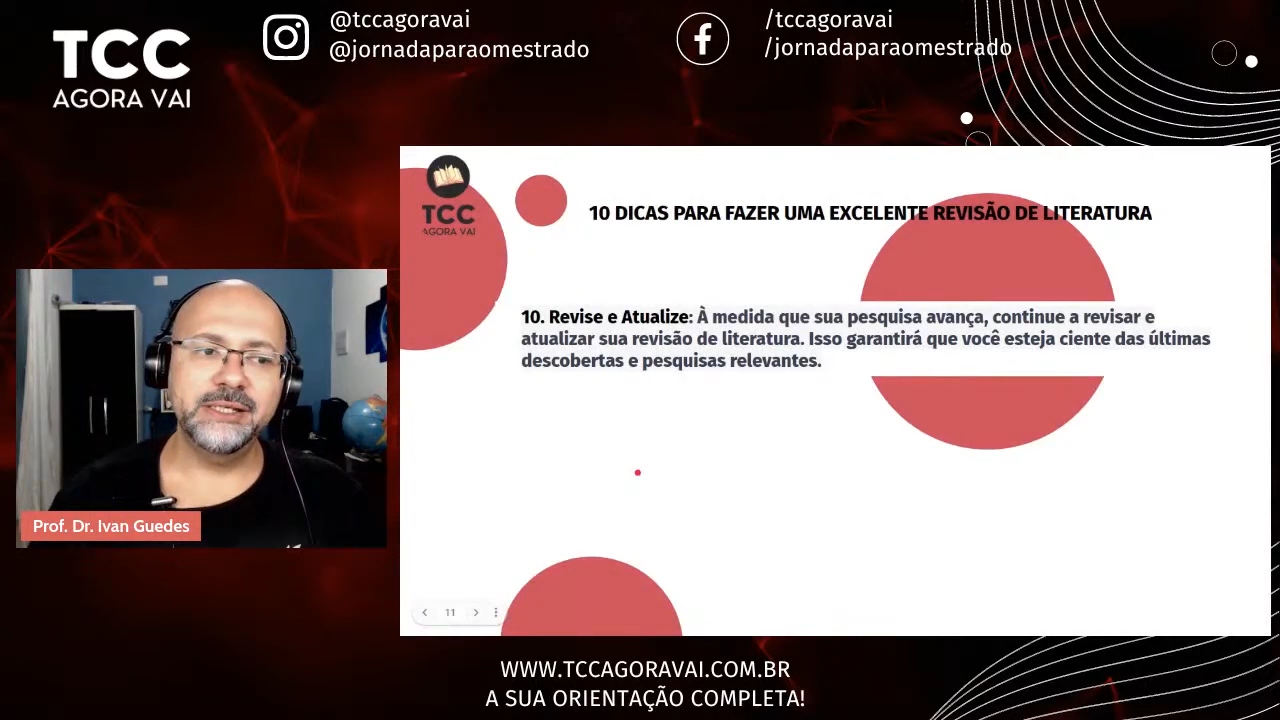 TCC
AGORA VAI
@tccagoravai
@jornadaparaomestrado
/tccagoravai
/jornadaparaomestrado
TCC
AGORA VAI
10 DICAS PARA FAZER UMA EXCELENTE REVISÃO DE LITERATURA
10. Revise e Atualize: À medida que sua pesquisa avança, continue a revisar e
atualizar sua revisão de literatura. Isso garantirá que você esteja ciente das últimas
descobertas e pesquisas relevantes.
Prof. Dr. Ivan Guedes
11
WWW.TCCAGORAVAI.COM.BR
A SUA ORIENTAÇÃO COMPLETA!